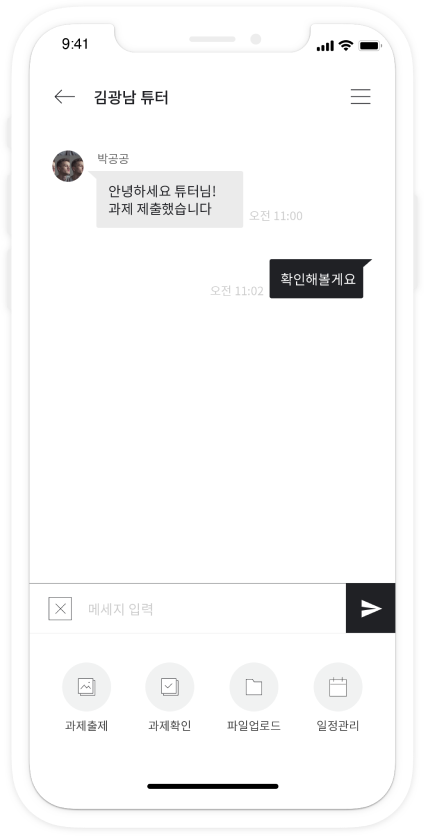 9:41
김광남 튜터
박공공
안녕하세요 튜터님!
과제 제출했습니다
오전 11:00
확인해볼게요
오전 11:02
메세지 입력
과제출제
과제확인
파일업로드
일정관리